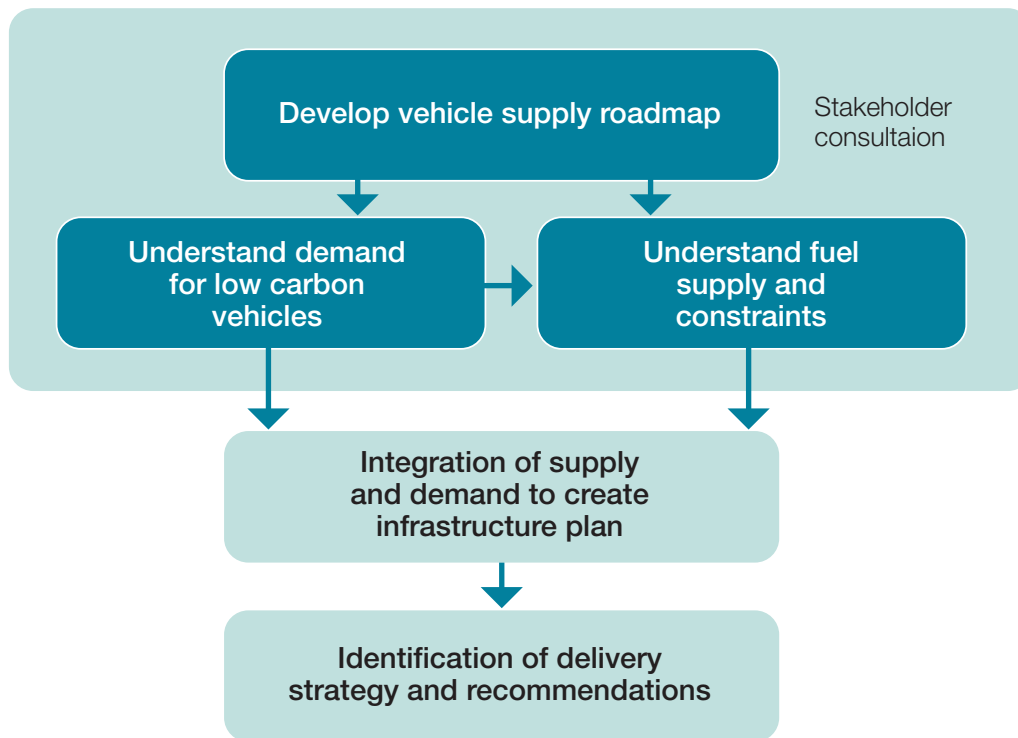 Develop vehicle supply roadmap
Stakeholder
consultaion
Understand demand
for low carbon
vehicles
Understand fuel
supply and
constraints
Integration of supply
and demand to create
infrastructure plan
Identification of delivery
strategy and recommendations